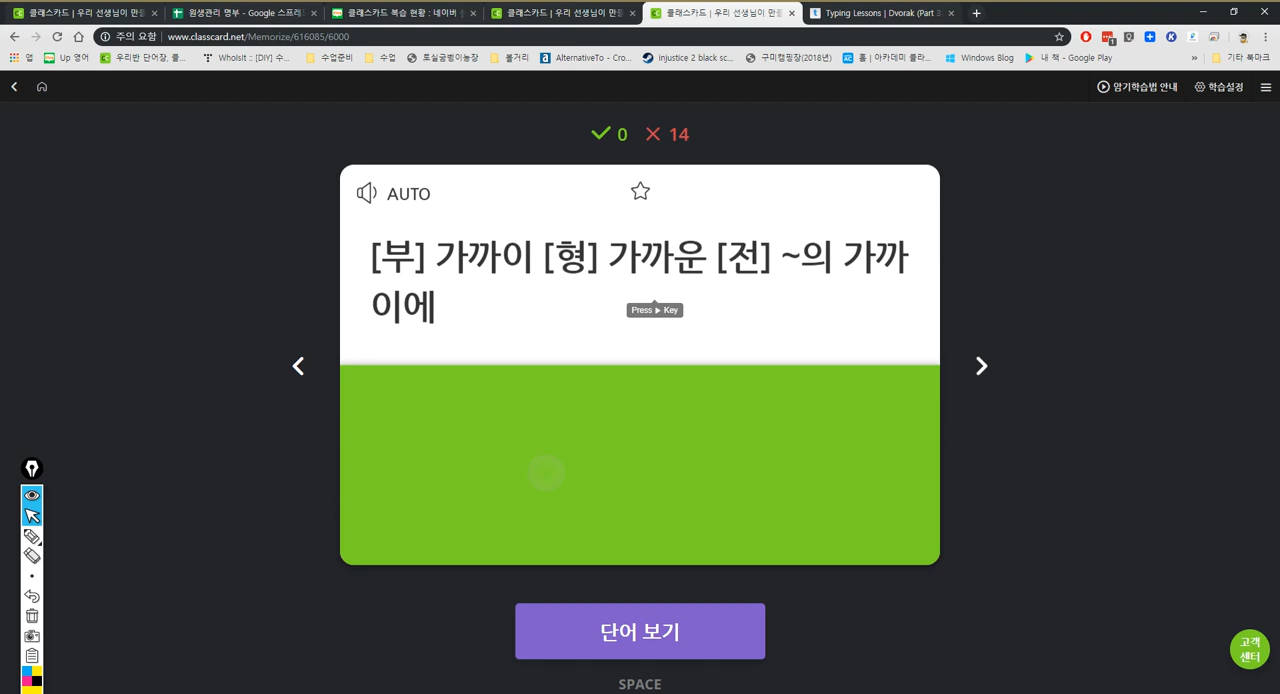 클래스카드 | 우리 선생님이 만든
원생관리 명부 - Google 스프레드
클래스카드 복습 현황 : 네이버
클래스카드 | 우리 선생님이 만든
클래스카드 | 우리 선생님이 만든
Typing Lessons | Dvorak (Part 3
주의 요함 | www.classcard.net/Memorize/616085/6000
앱
Up 영어
우리반 단어장, 클...
WhoIst :: [DIY] 수...
수업준비
수업
토실굼벵이농장
볼거리
AlternativeTo - Cro...
injustice 2 black sc...
구미캠핑장(2018년)
홈 | 아카데미 클라...
Windows Blog
내 책 - Google Play
»
기타 북마크
암기학습법 안내
학습설정
0 14
AUTO
[부] 가까이 [형] 가까운 [전] ~의 가까
이에
Press ▶ Key
단어 보기
SPACE
고객
센터